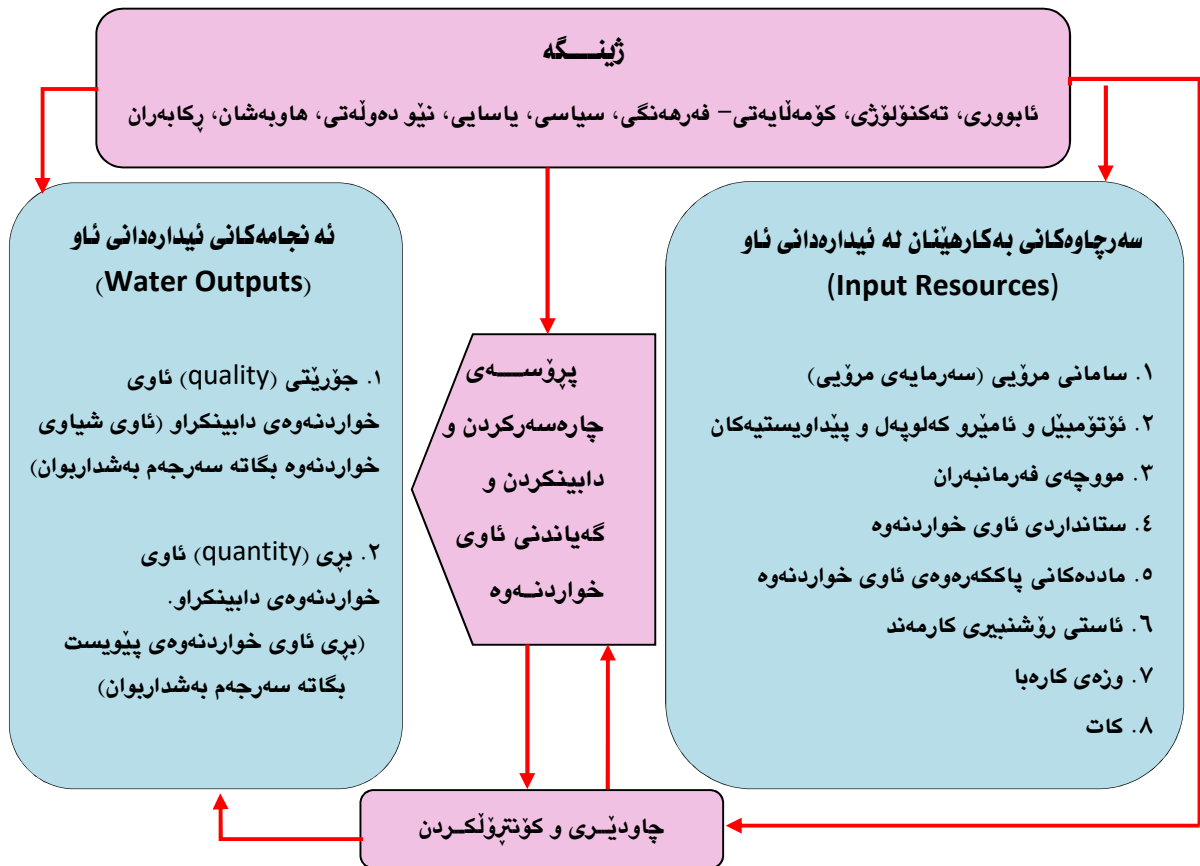 ژینـــگه
ئابووری، تەکنۆلۆژی، کۆمەڵایەتی– فەرهەنگی، سیاسی، یاسایی، نێو دەوڵەتی، هاوبەشان، ڕکابەران
سەرچاوەکانی بەکارهێنان لە ئیدارەدانی ئاو
(Input Resources)
١. سامانی مرۆیی (سەرمایەی مرۆیی)
٢. ئۆتۆمبێل و ئامێرو کەلوپەل و پێداویستیەکان
٣. مووچەی فەرمانبەران
٤. ستانداردی ئاوی خواردنەوە
٥. ماددەکانی پاککەرەوەی ئاوی خواردنەوە
٦. ئاستی رۆشنبیری کارمەند
٧. وزەی کارەبا
٨. کات
پرۆســـەی
چارەسەرکردن و
دابینکردن و
گەیاندنی ئاوی
خواردنــەوە
ئە نجامەکانی ئیدارەدانی ئاو
(Water Outputs)
١. جۆرێتی (quality) ئاوی
خواردنەوەی دابینکراو (ئاوی شیاوی
خواردنەوە بگاتە سەرجەم بەشداربوان)
٢. بڕی (quantity) ئاوی
خواردنەوەی دابینکراو.
(بڕی ئاوی خواردنەوەی پێویست
بگاتە سەرجەم بەشداربوان)
چاودێــری و کۆنترۆڵکــردن